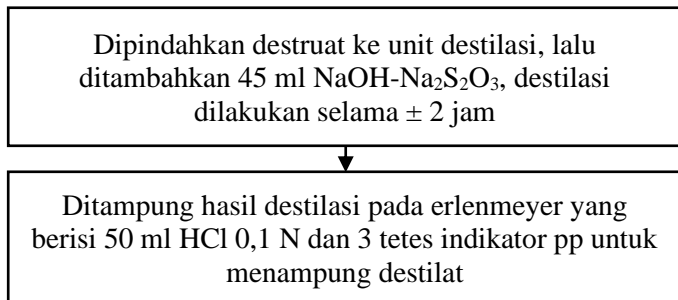 Dipindahkan destruat ke unit destilasi, lalu
ditambahkan 45 ml NaOH-Na₂S₂O₃, destilasi
dilakukan selama ± 2 jam
Ditampung hasil destilasi pada erlenmeyer yang
berisi 50 ml HCl 0,1 N dan 3 tetes indikator pp untuk
menampung destilat